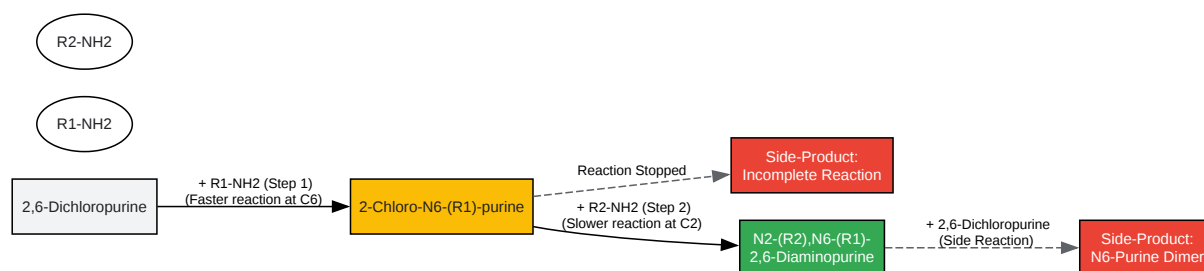 R2-NH2
R1-NH2
2,6-Dichloropurine
+ R1-NH2 (Step 1)
(Faster reaction at C6)
2-Chloro-N6-(R1)-purine
Reaction Stopped
Side-Product:
Incomplete Reaction
+ R2-NH2 (Step 2)
(Slower reaction at C2)
N2-(R2),N6-(R1)-
2,6-Diaminopurine
+ 2,6-Dichloropurine
(Side Reaction)
Side-Product:
N6-Purine Dimer